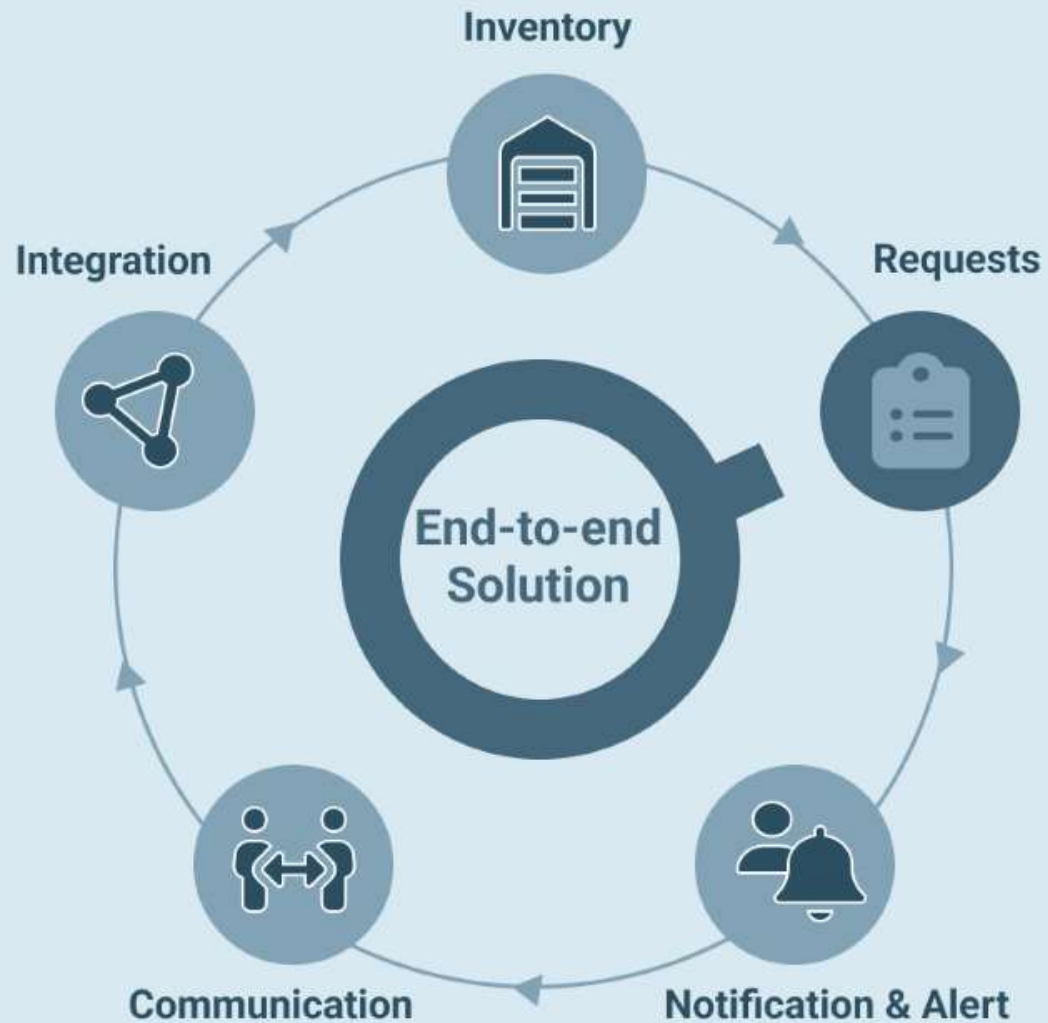 Inventory
Integration
Requests
End-to-end
Solution
Communication
Notification & Alert